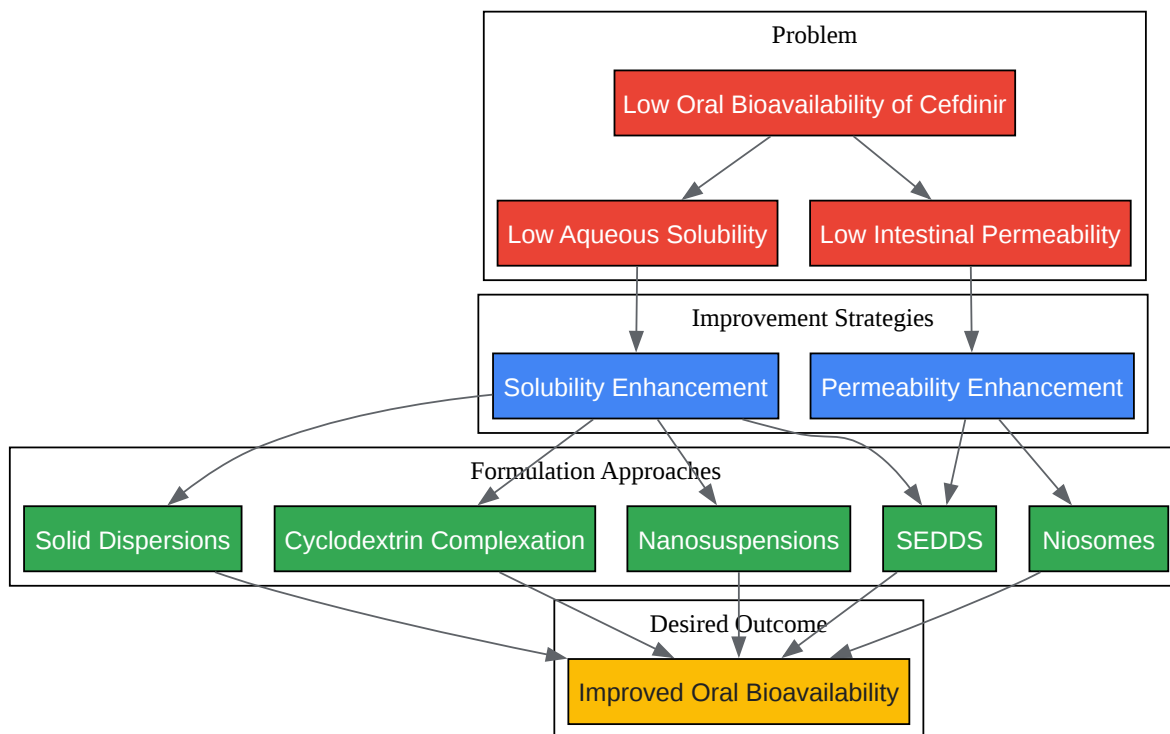 Problem
Low Oral Bioavailability of Cefdinir
Low Aqueous Solubility
Low Intestinal Permeability
Improvement Strategies
Solubility Enhancement
Permeability Enhancement
Formulation Approaches
Solid Dispersions
Cyclodextrin Complexation
Nanosuspensions
SEDDS
Niosomes
Desired Outcome
Improved Oral Bioavailability